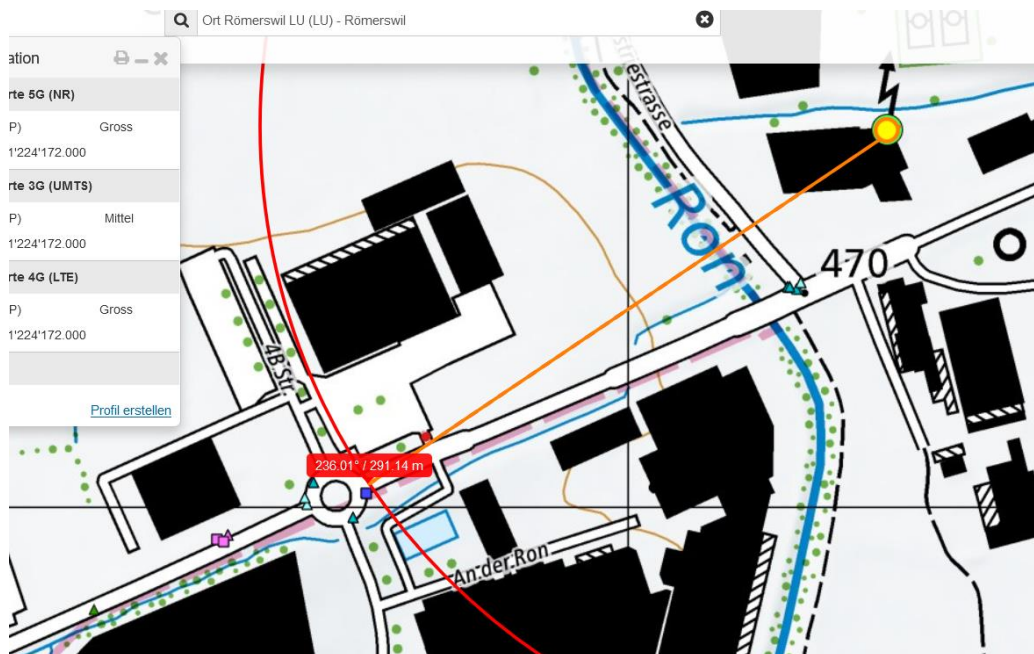 Ort Römerswil LU (LU) - Römerswil
ation
rte 5G (NR)
P) Gross
1'224'172.000
rte 3G (UMTS)
P) Mittel
1'224'172.000
rte 4G (LTE)
P) Gross
1'224'172.000
Profil erstellen
striestrasse
Ron
470
4B Str
236.01° / 291.14 m
An der Ron